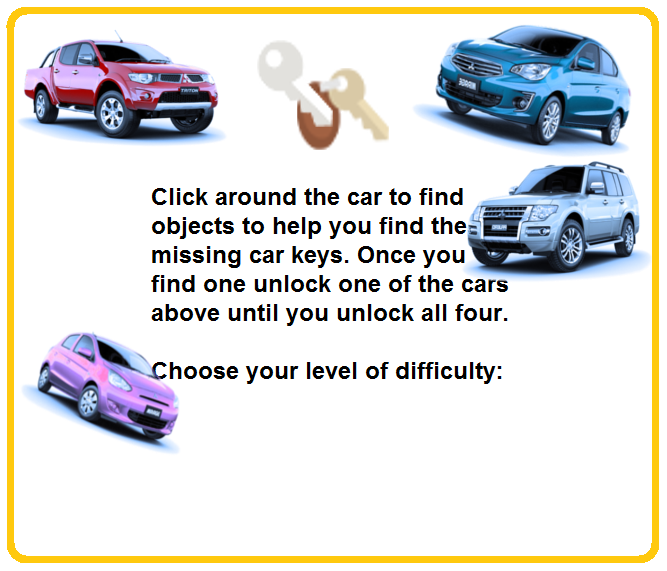 TRITON
Click around the car to find
objects to help you find the
missing car keys. Once you
find one unlock one of the cars
above until you unlock all four.
Choose your level of difficulty: